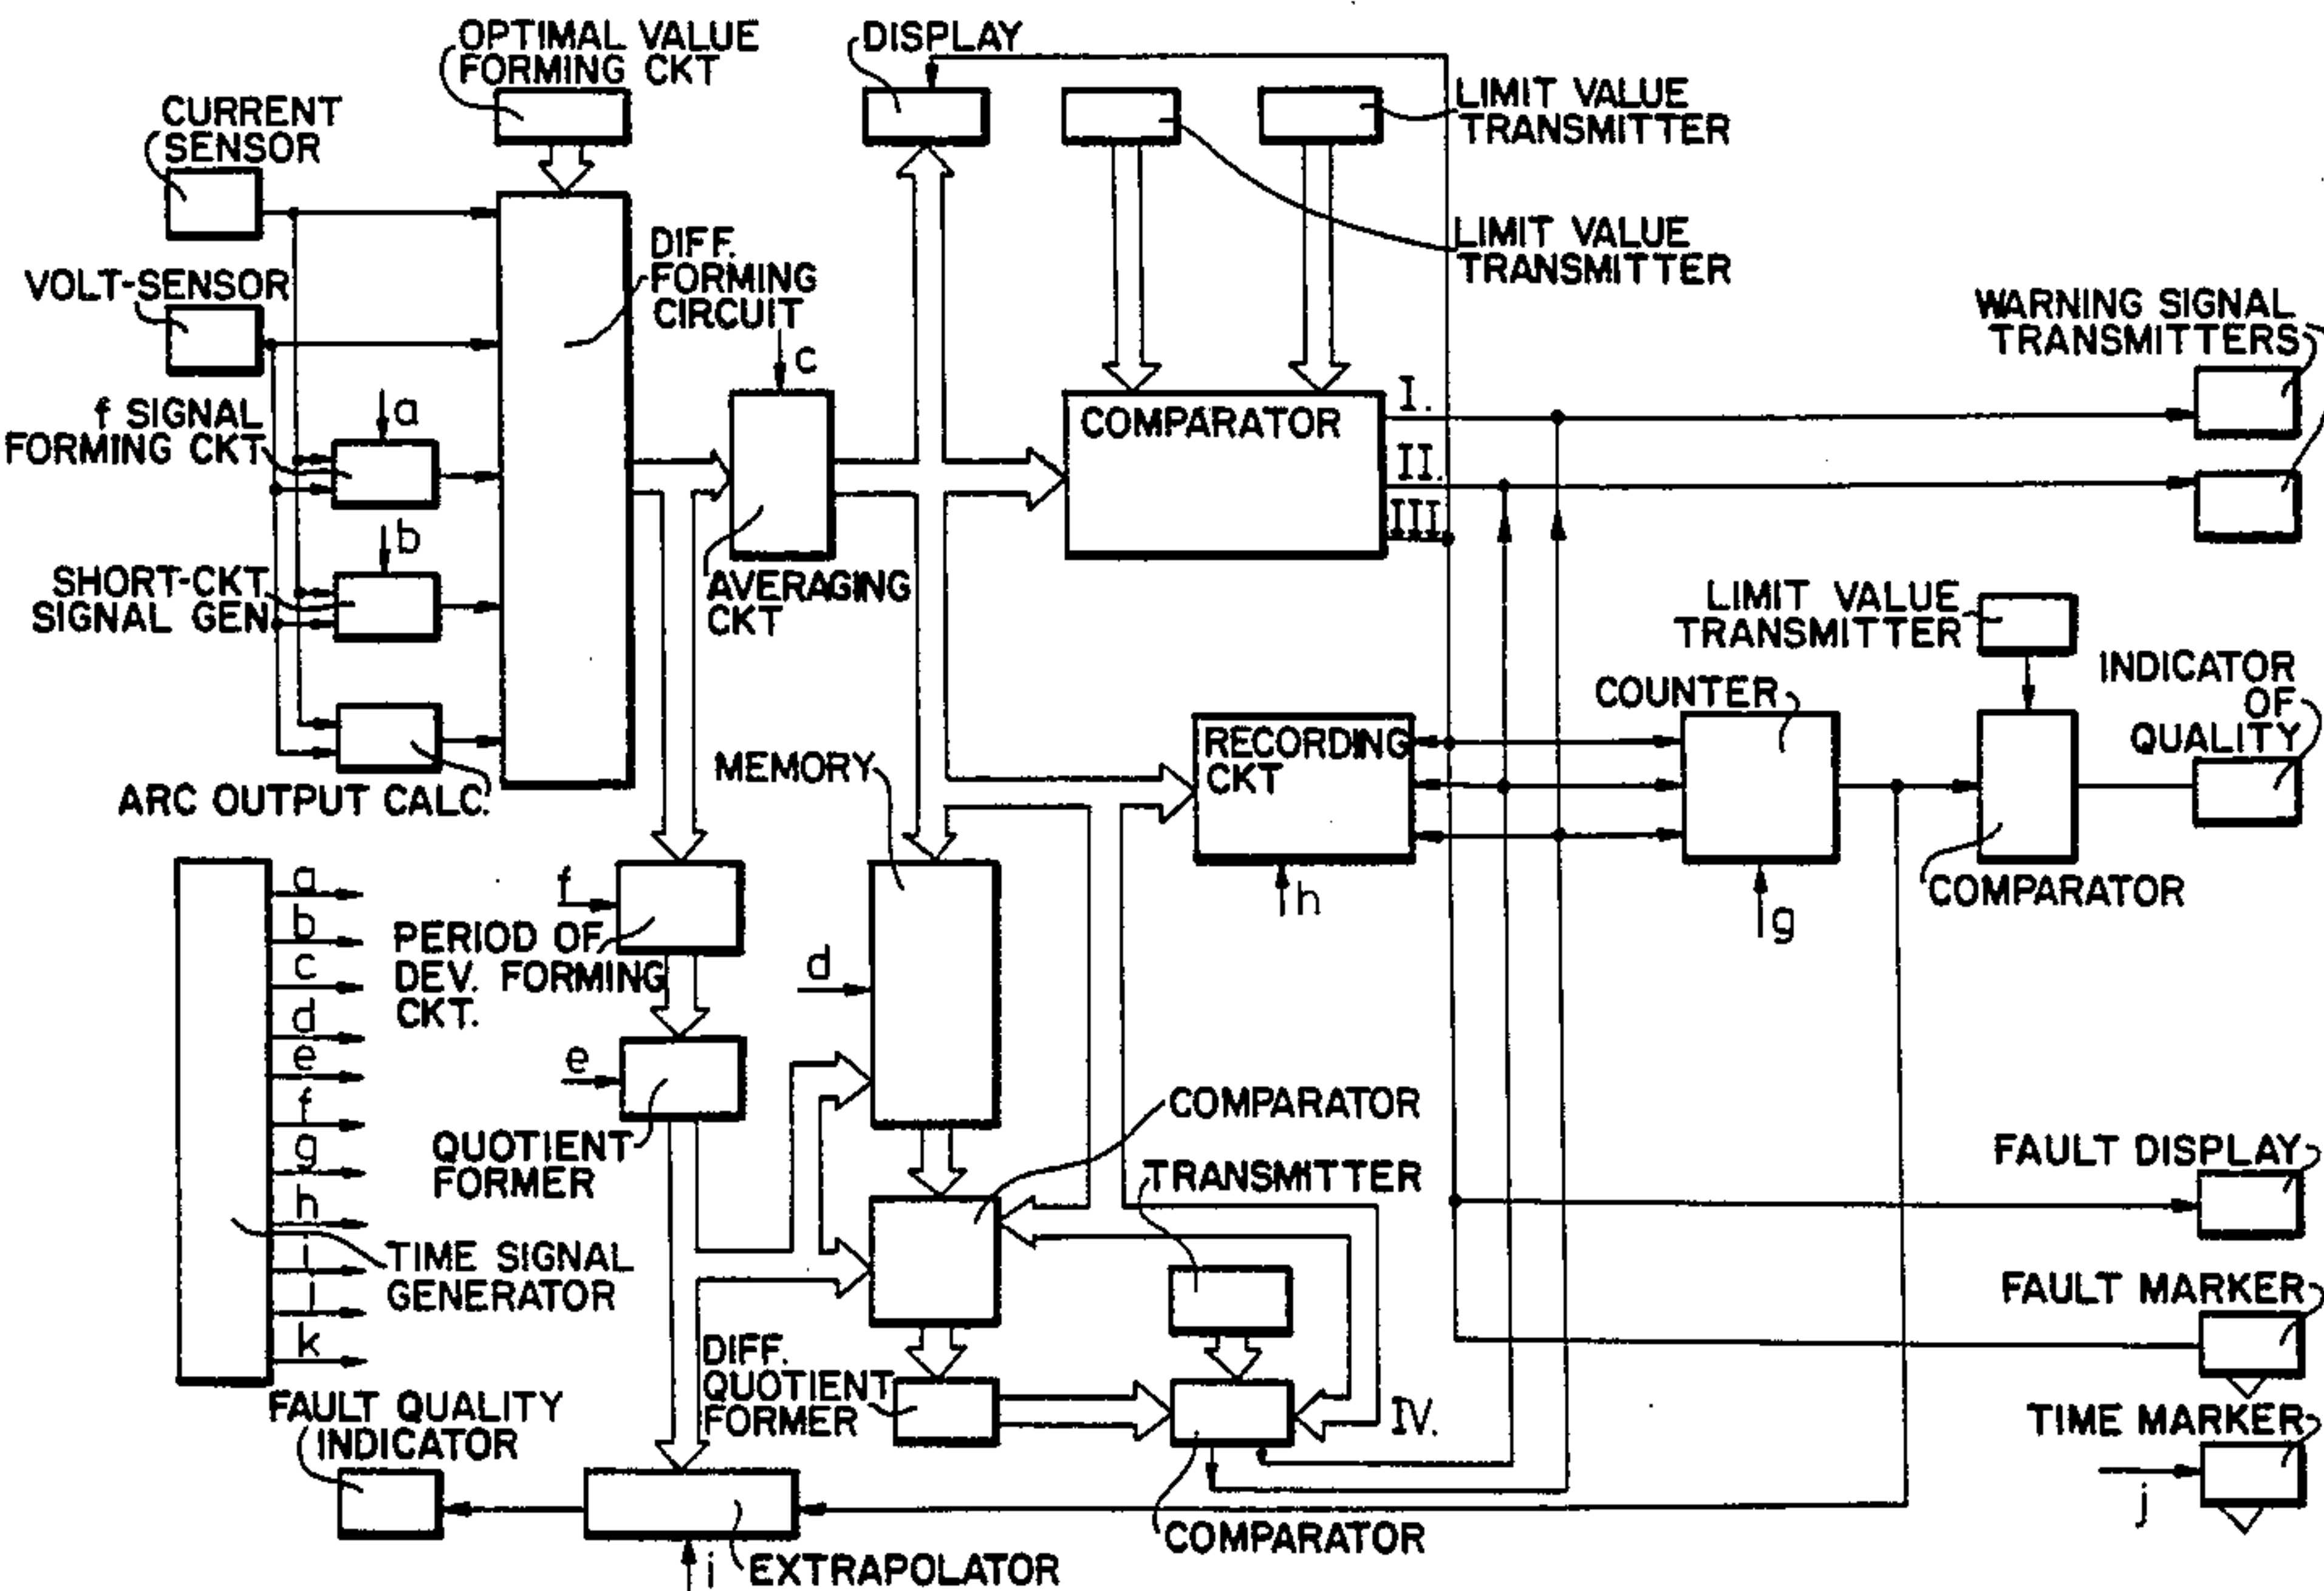 OPTIMAL VALUE
FORMING CKT
DISPLAY
CURRENT
SENSOR
LIMIT VALUE
TRANSMITTER
LIMIT VALUE
TRANSMITTER
DIFF.
FORMING
CIRCUIT
VOLT-SENSOR
WARNING SIGNAL
TRANSMITTERS
c
a
f SIGNAL
FORMING CKT
COMPARATOR
I.
II.
III.
b
SHORT-CKT
SIGNAL GEN
AVERAGING
CKT
LIMIT VALUE
TRANSMITTER
INDICATOR
OF
QUALITY
COUNTER
RECORDING
CKT
MEMORY
ARC OUTPUT CALC.
COMPARATOR
h
g
f
PERIOD OF
DEV. FORMING
CKT.
d
a
b
c
d
e
f
g
h
i
j
k
e
QUOTIENT
FORMER
COMPARATOR
TRANSMITTER
FAULT DISPLAY
TIME SIGNAL
GENERATOR
FAULT MARKER
DIFF.
QUOTIENT
FORMER
IV.
FAULT QUALITY
INDICATOR
TIME MARKER
j
COMPARATOR
i
EXTRAPOLATOR